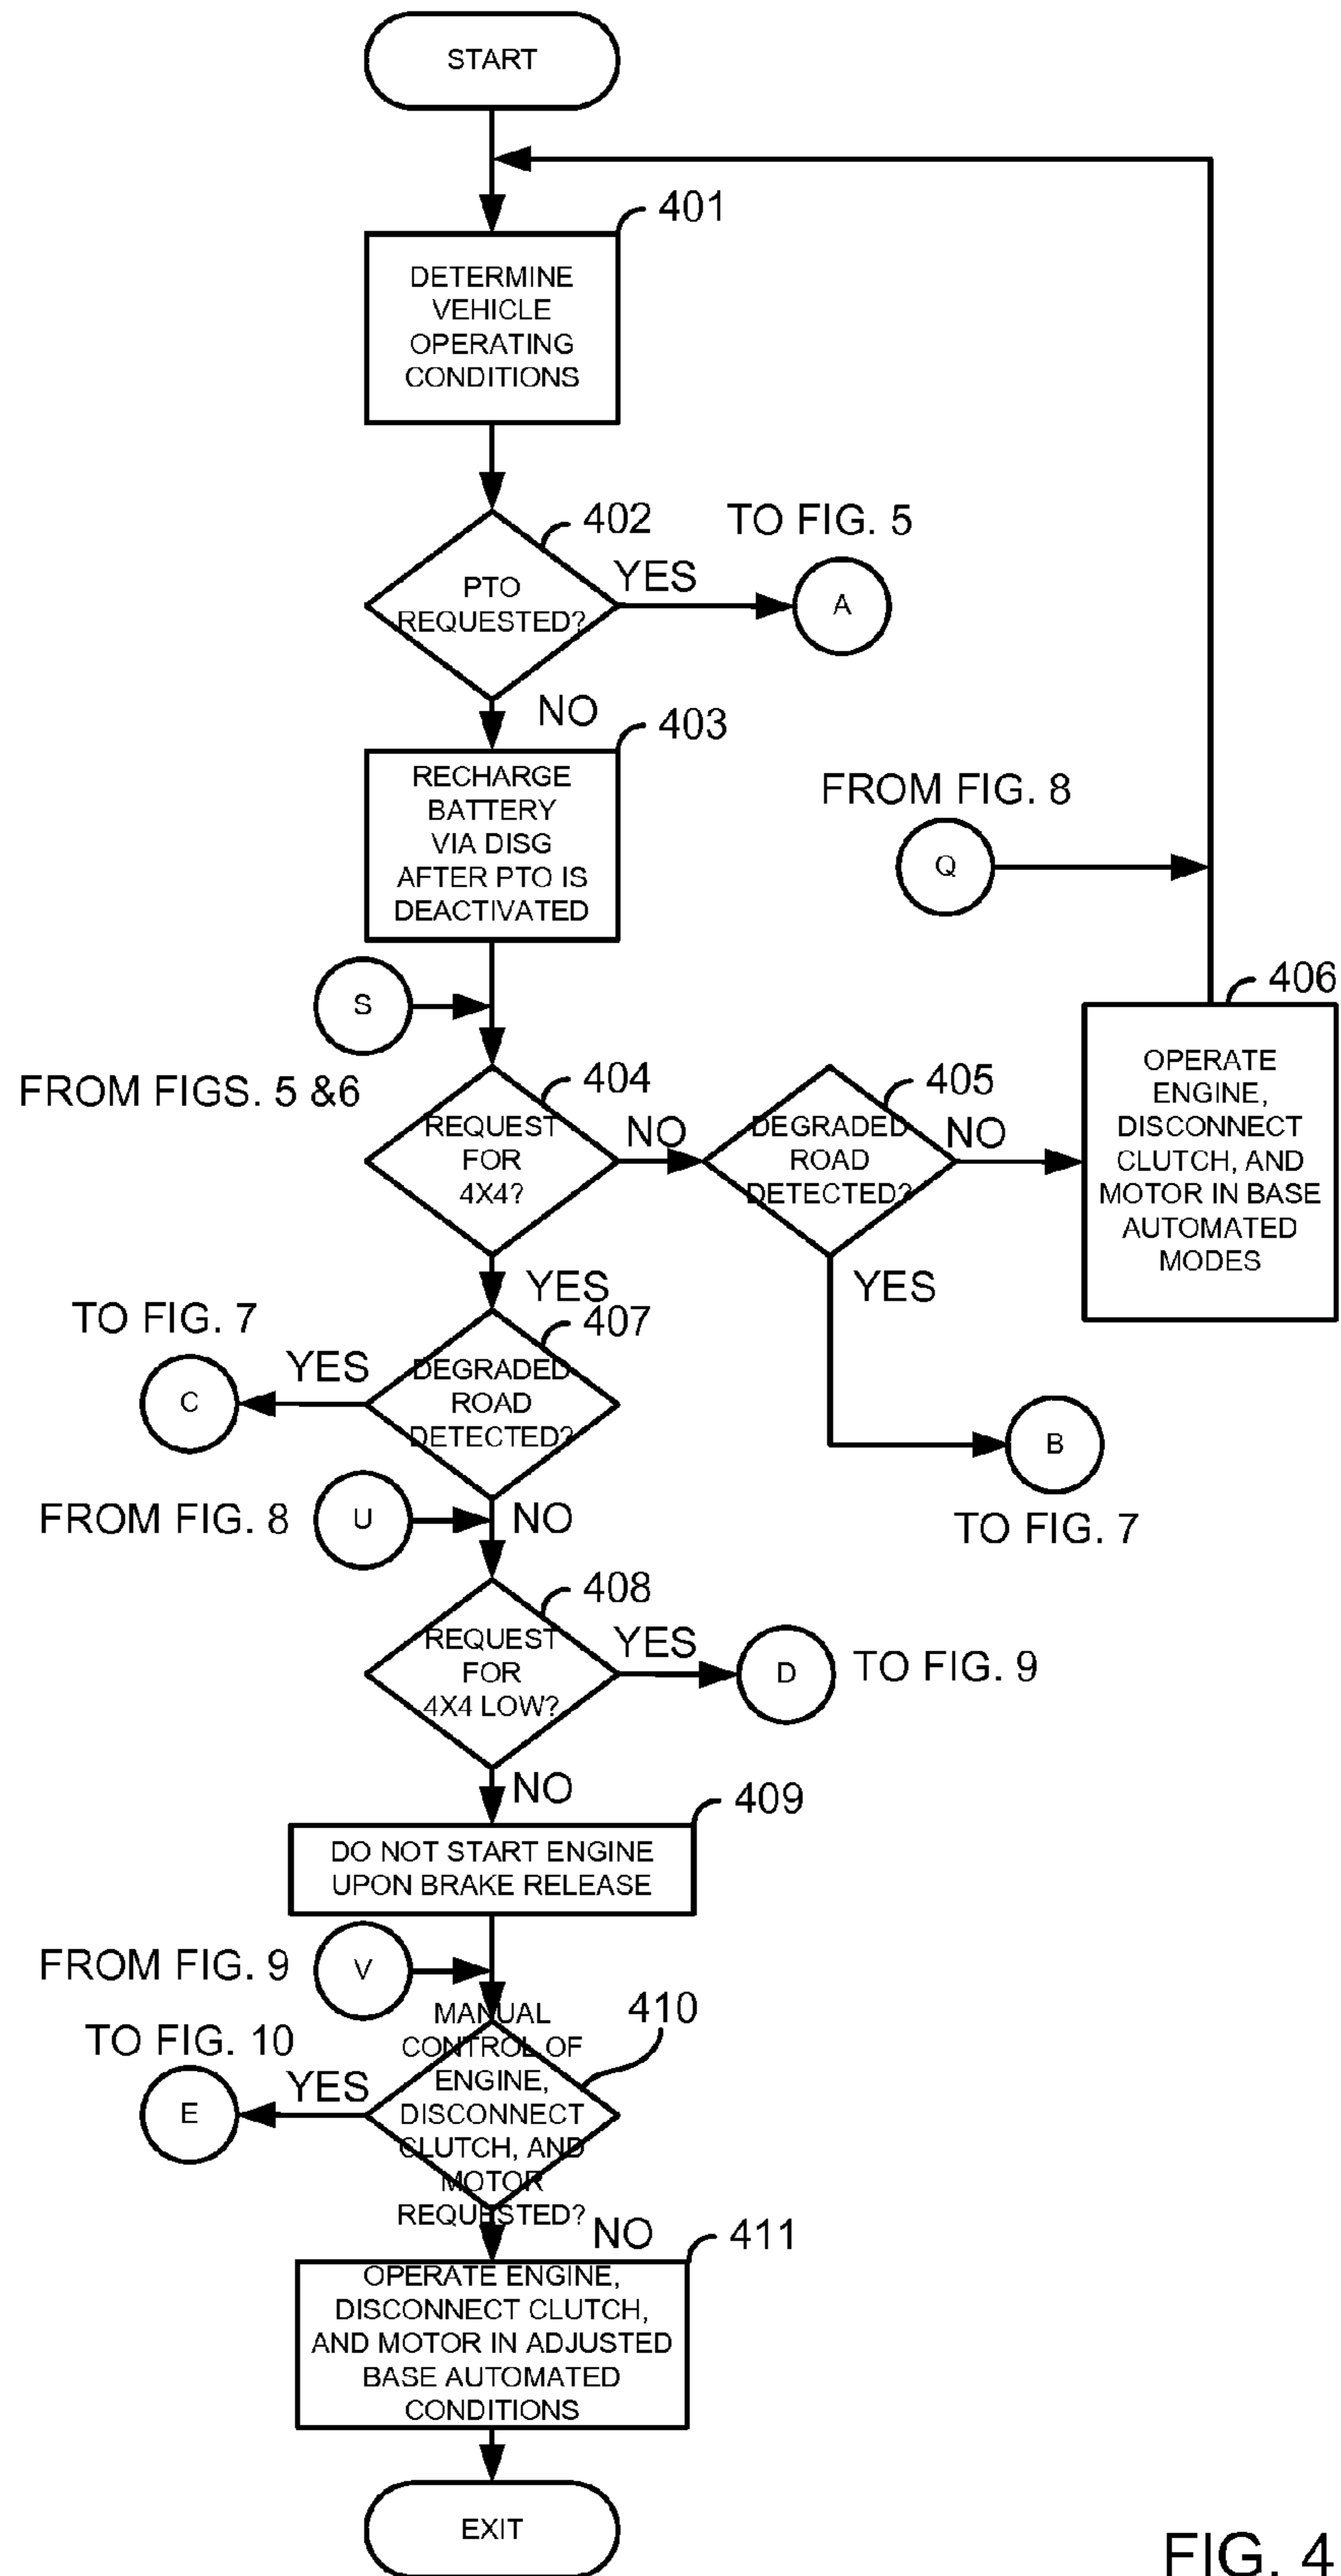 START
401
DETERMINE
VEHICLE
OPERATING
CONDITIONS
402
TO FIG. 5
PTO
REQUESTED?
YES
A
NO
403
RECHARGE
BATTERY
VIA DISG
AFTER PTO IS
DEACTIVATED
FROM FIG. 8
Q
S
FROM FIGS. 5 &6
404
REQUEST
FOR
4X4?
NO
405
DEGRADED
ROAD
DETECTED?
NO
406
OPERATE
ENGINE,
DISCONNECT
CLUTCH, AND
MOTOR IN BASE
AUTOMATED
MODES
YES
YES
B
TO FIG. 7
TO FIG. 7
C
YES
407
DEGRADED
ROAD
DETECTED?
FROM FIG. 8
U
NO
408
REQUEST
FOR
4X4 LOW?
YES
D
TO FIG. 9
NO
409
DO NOT START ENGINE
UPON BRAKE RELEASE
FROM FIG. 9
V
TO FIG. 10
E
YES
410
MANUAL
CONTROL OF
ENGINE,
DISCONNECT
CLUTCH, AND
MOTOR
REQUESTED?
NO
411
OPERATE ENGINE,
DISCONNECT CLUTCH,
AND MOTOR IN ADJUSTED
BASE AUTOMATED
CONDITIONS
EXIT
FIG. 4